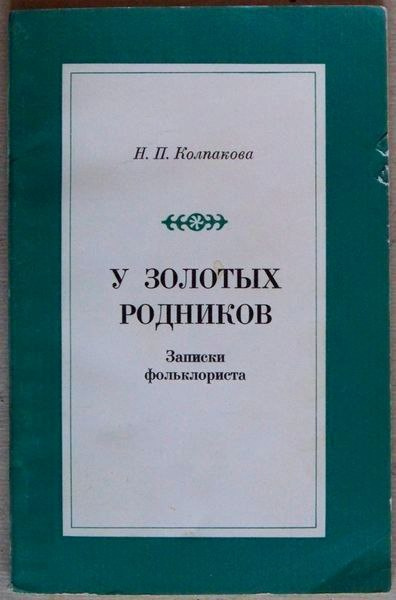 Н. П. Колпакова
У ЗОЛОТЫХ
РОДНИКОВ
Записки
фольклориста